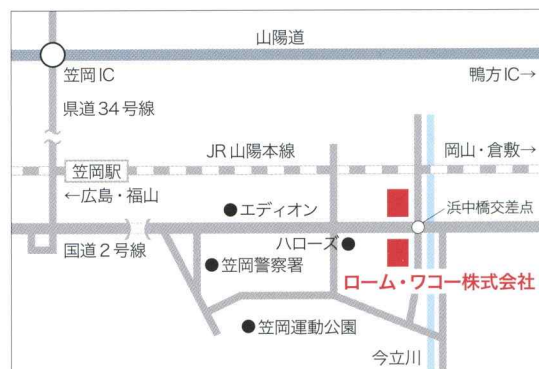 山陽道
笠岡IC
鴨方IC→
県道34号線
JR山陽本線
岡山・倉敷→
笠岡駅
←広島・福山
エディオン
浜中橋交差点
国道2号線
ハローズ
笠岡警察署
ローム・ワコー株式会社
笠岡運動公園
今立川